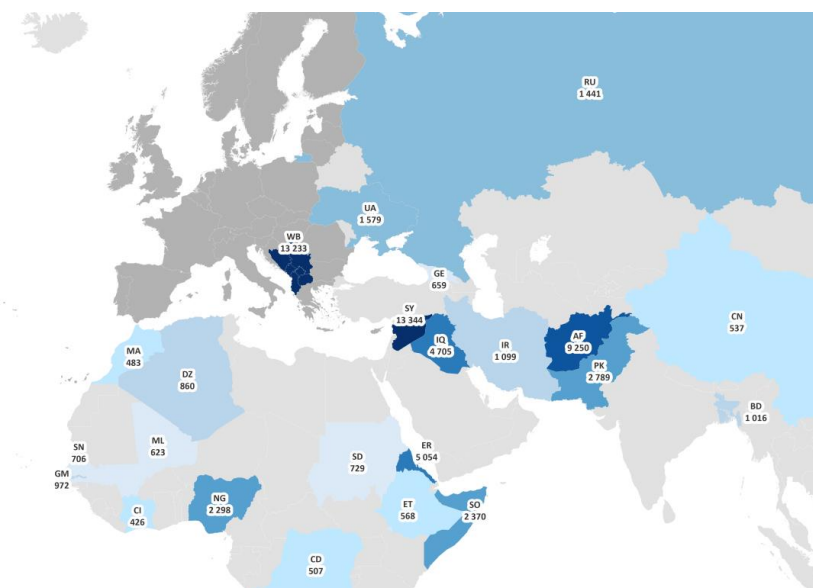 RU
1 441
UA
1 579
WB
13 233
GE
659
SY
13 344
IQ
4 705
IR
1 099
AF
9 250
PK
2 789
CN
537
MA
483
DZ
860
BD
1 016
SN
706
ML
623
GM
972
SD
729
ER
5 054
NG
2 298
CI
426
ET
568
SO
2 370
CD
507